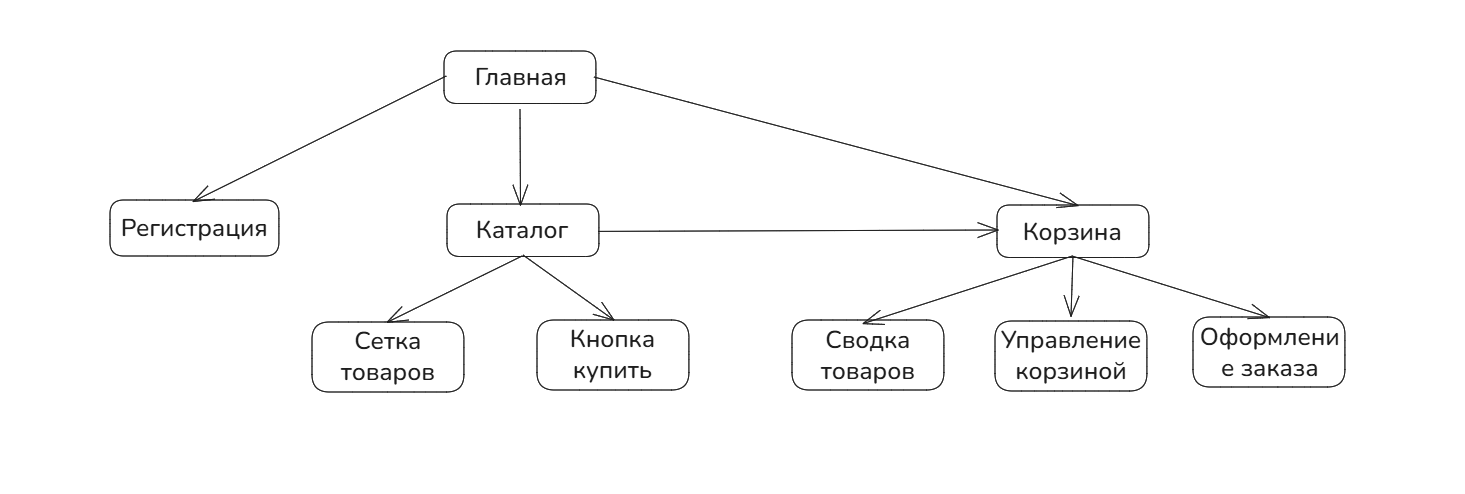 Главная
Регистрация
Каталог
Корзина
Сетка
товаров
Кнопка
купить
Сводка
товаров
Управление
корзиной
Оформлени
е заказа